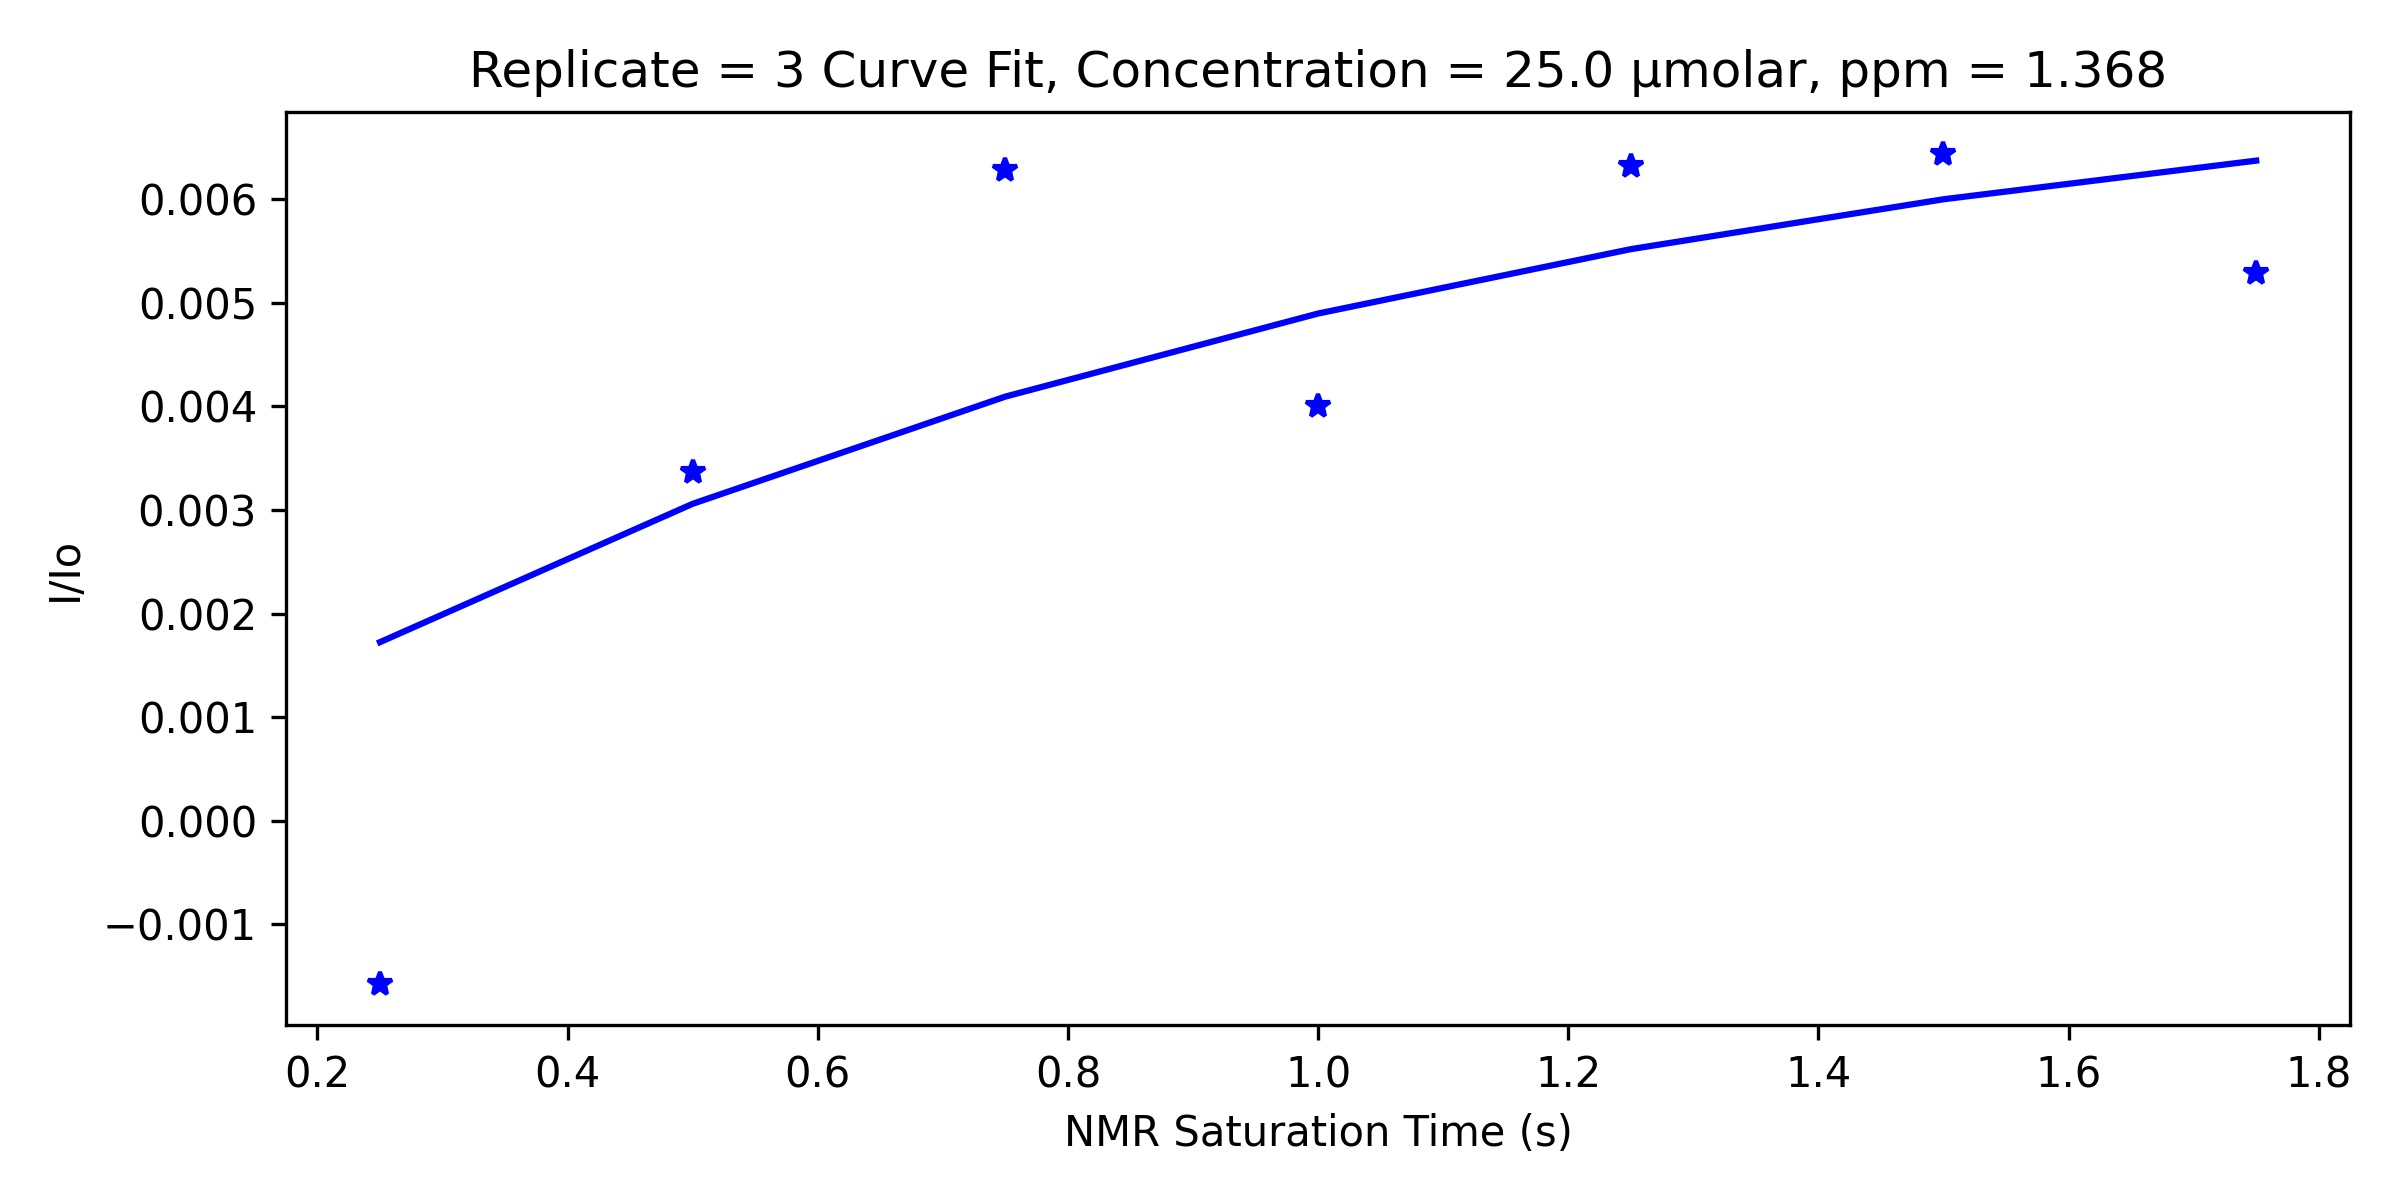 Replicate = 3 Curve Fit, Concentration = 25.0 µmolar, ppm = 1.368
0.006
0.005
0.004
0.003
0.002
0.001
0.000
−0.001
I/Io
0.2 0.4 0.6 0.8 1.0 1.2 1.4 1.6 1.8
NMR Saturation Time (s)